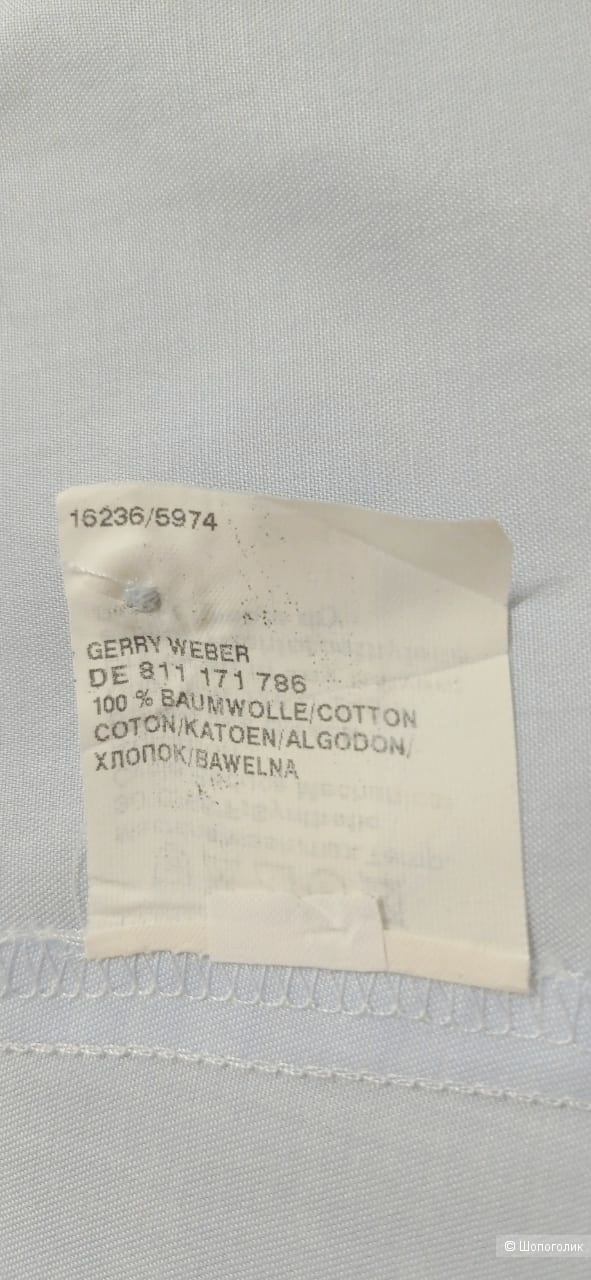 16236/5974
GERRY WEBER
DE 811 171 786
100 % BAUMWOLLE/COTTON
COTON/KATOEN/ALGODON/
ХЛОПОК/BAWELNA
© Шопоголик